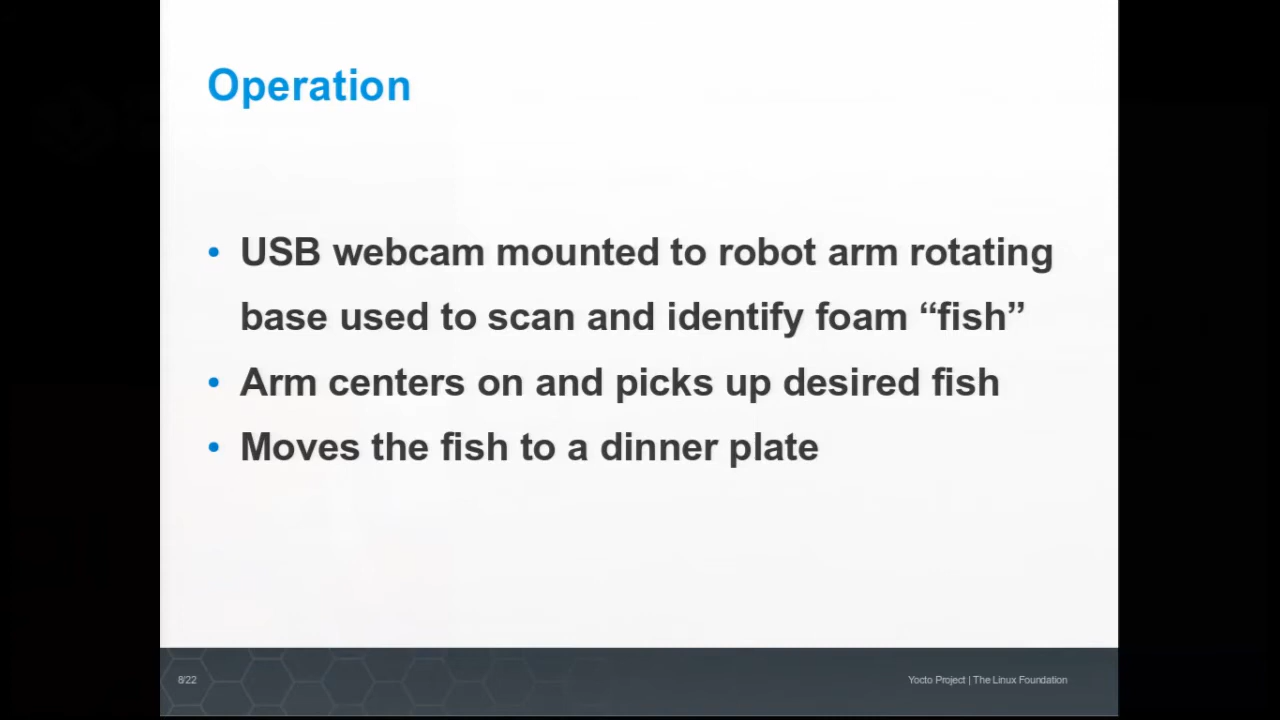 Operation
• USB webcam mounted to robot arm rotating
base used to scan and identify foam “fish”
• Arm centers on and picks up desired fish
• Moves the fish to a dinner plate
8/22
Yocto Project | The Linux Foundation